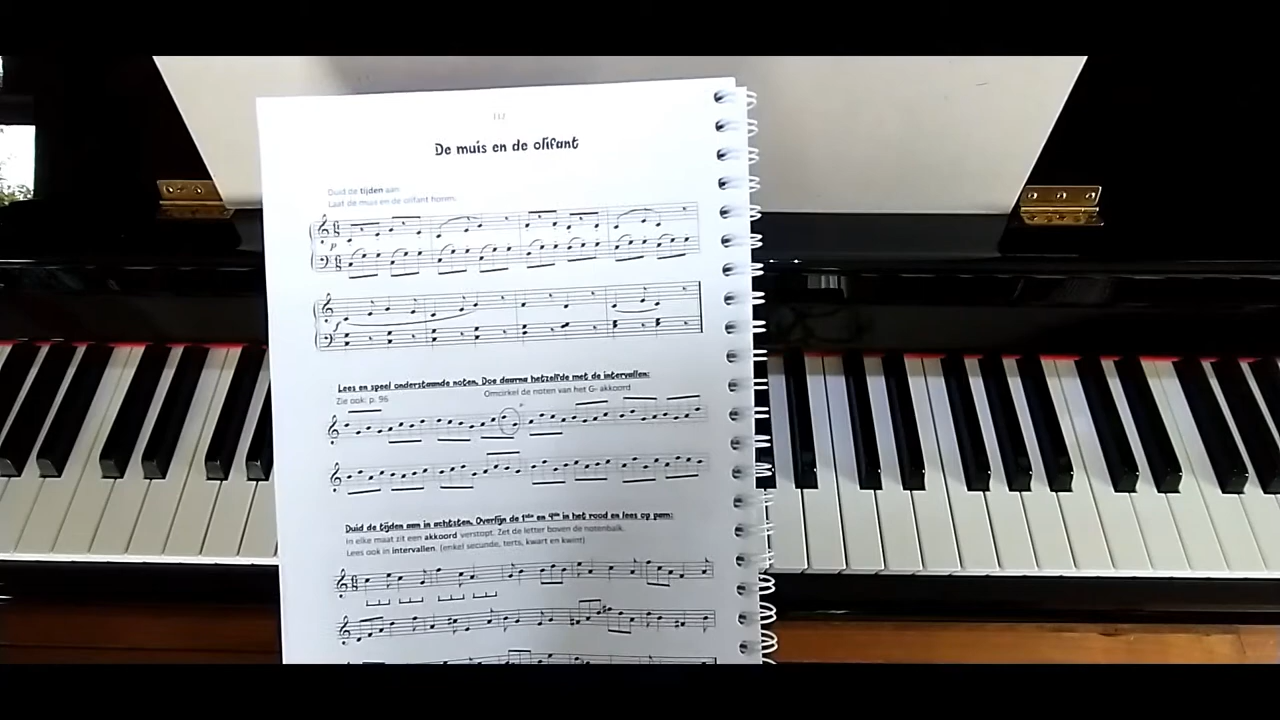 117
De muis en de olifant
Duid de tijden aan.
Laat de muis en de olifant horen.
p
f
Lees en speel onderstaande noten. Doe daarna hetzelfde met de intervallen:
Zie ook: p. 96
Omcirkel de noten van het G- akkoord
Duid de tijden aan in achtsten. Overlijn de 1ste en 4de in het rood en lees op pam:
In elke maat zit een akkoord verstopt. Zet de letter boven de notenbalk.
Lees ook in intervallen. (enkel secunde, terts, kwart en kwint)